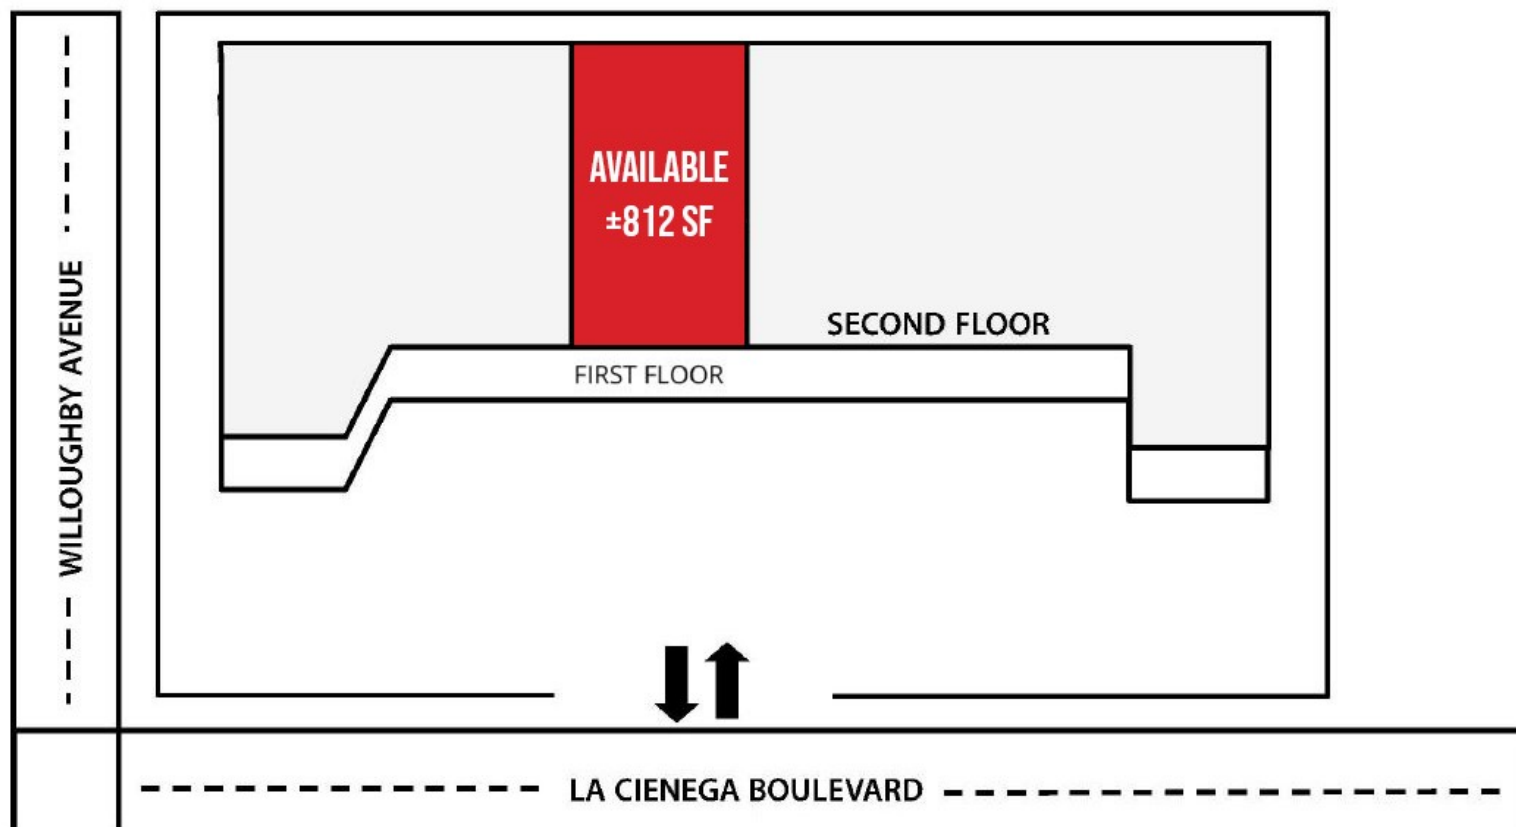 AVAILABLE
±812 SF
SECOND FLOOR
FIRST FLOOR
WILLOUGHBY AVENUE
LA CIENEGA BOULEVARD